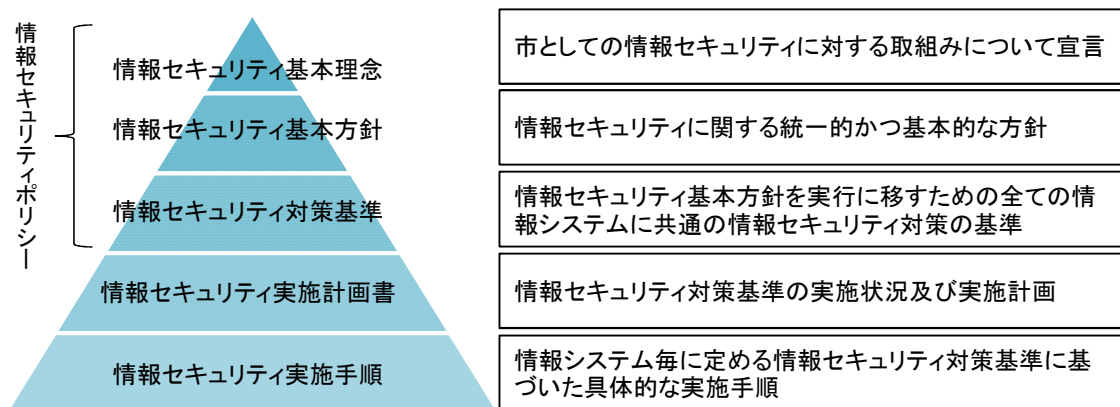 情報セキュリティポリシー
情報セキュリティ基本理念
市としての情報セキュリティに対する取組みについて宣言
情報セキュリティ基本方針
情報セキュリティに関する統一的かつ基本的な方針
情報セキュリティ対策基準
情報セキュリティ基本方針を実行に移すための全ての情
報システムに共通の情報セキュリティ対策の基準
情報セキュリティ実施計画書
情報セキュリティ対策基準の実施状況及び実施計画
情報セキュリティ実施手順
情報システム毎に定める情報セキュリティ対策基準に基
づいた具体的な実施手順